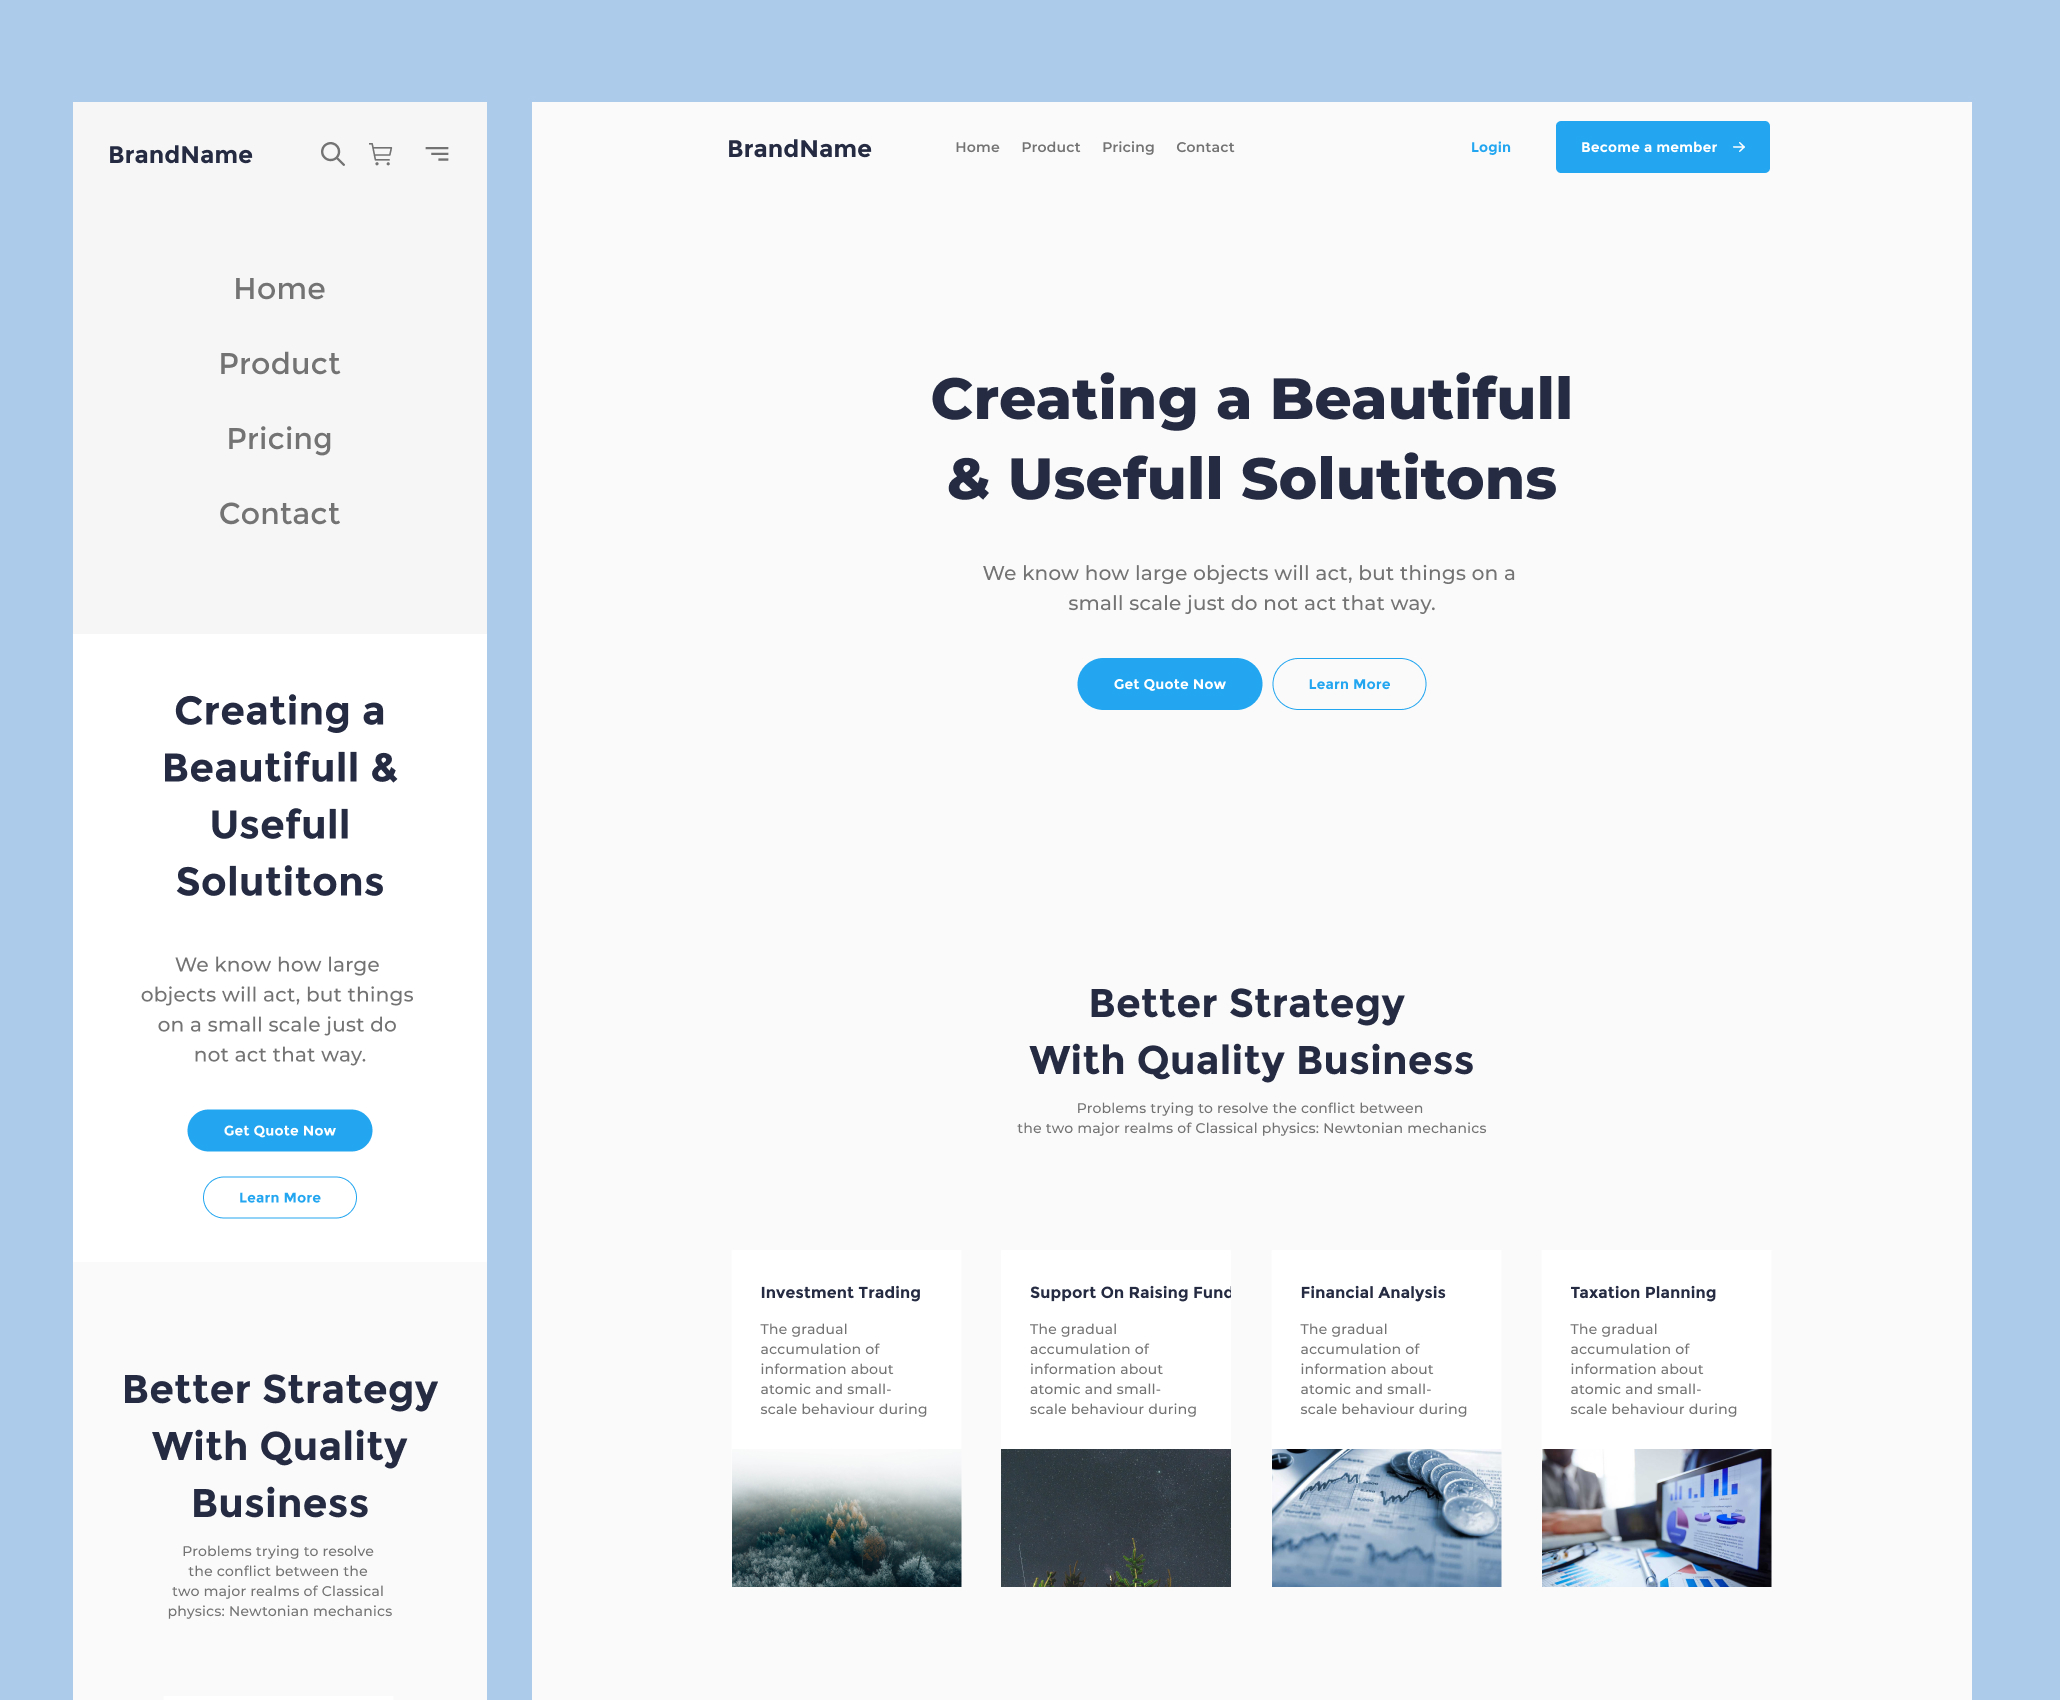 BrandName
Home
Product
Pricing
Contact
Creating a
Beautifull &
Usefull
Solutitons
We know how large
objects will act, but things
on a small scale just do
not act that way.
Get Quote Now
Learn More
Better Strategy
With Quality
Business
Problems trying to resolve
the conflict between the
two major realms of Classical
physics: Newtonian mechanics
BrandName
Home Product Pricing Contact
Login
Become a member
Creating a Beautifull
& Usefull Solutitons
We know how large objects will act, but things on a
small scale just do not act that way.
Get Quote Now
Learn More
Better Strategy
With Quality Business
Problems trying to resolve the conflict between
the two major realms of Classical physics: Newtonian mechanics
Investment Trading
The gradual
accumulation of
information about
atomic and small-
scale behaviour during
Support On Raising Fund
The gradual
accumulation of
information about
atomic and small-
scale behaviour during
Financial Analysis
The gradual
accumulation of
information about
atomic and small-
scale behaviour during
Taxation Planning
The gradual
accumulation of
information about
atomic and small-
scale behaviour during